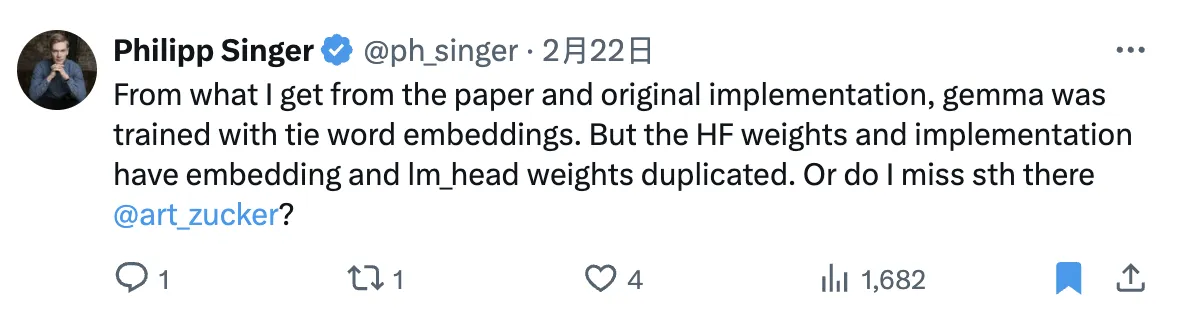 Philipp Singer @ph_singer · 2月22日
From what I get from the paper and original implementation, gemma was
trained with tie word embeddings. But the HF weights and implementation
have embedding and lm_head weights duplicated. Or do I miss sth there
@art_zucker?
1 1 4 1,682